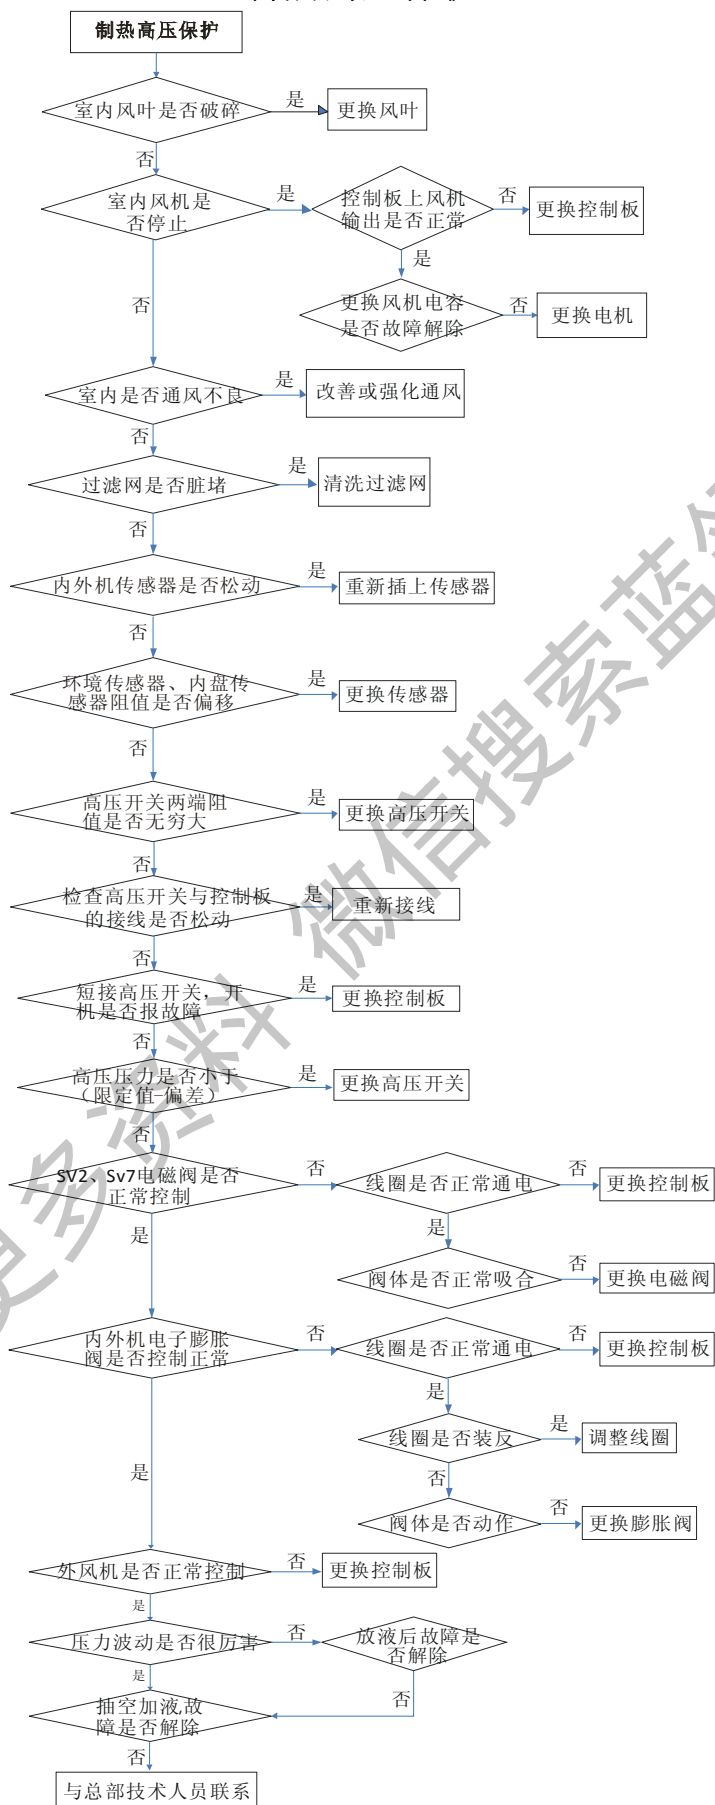 制热高压保护
室内风叶是否破碎
是
更换风叶
否
室内风机是
否停止
是
控制板上风机
输出是否正常
否
更换控制板
是
否
更换风机电容
是否故障解除
否
更换电机
室内是否通风不良
是
改善或强化通风
否
过滤网是否脏堵
是
清洗过滤网
否
内外机传感器是否松动
是
重新插上传感器
否
环境传感器、内盘传
感器阻值是否偏移
是
更换传感器
否
高压开关两端阻
值是否无穷大
是
更换高压开关
否
检查高压开关与控制板
的接线是否松动
是
重新接线
否
短接高压开关，开
机是否报故障
是
更换控制板
否
高压压力是否小于
（限定值-偏差）
是
更换高压开关
否
SV2、Sv7电磁阀是否
正常控制
否
线圈是否正常通电
否
更换控制板
是
是
阀体是否正常吸合
否
更换电磁阀
内外机电子膨胀
阀是否控制正常
否
线圈是否正常通电
否
更换控制板
是
线圈是否装反
是
调整线圈
是
否
阀体是否动作
否
更换膨胀阀
外风机是否正常控制
否
更换控制板
是
压力波动是否很厉害
否
放液后故障是
否解除
是
否
抽空加液,故
障是否解除
否
与总部技术人员联系
更多资料 微信搜索蓝领